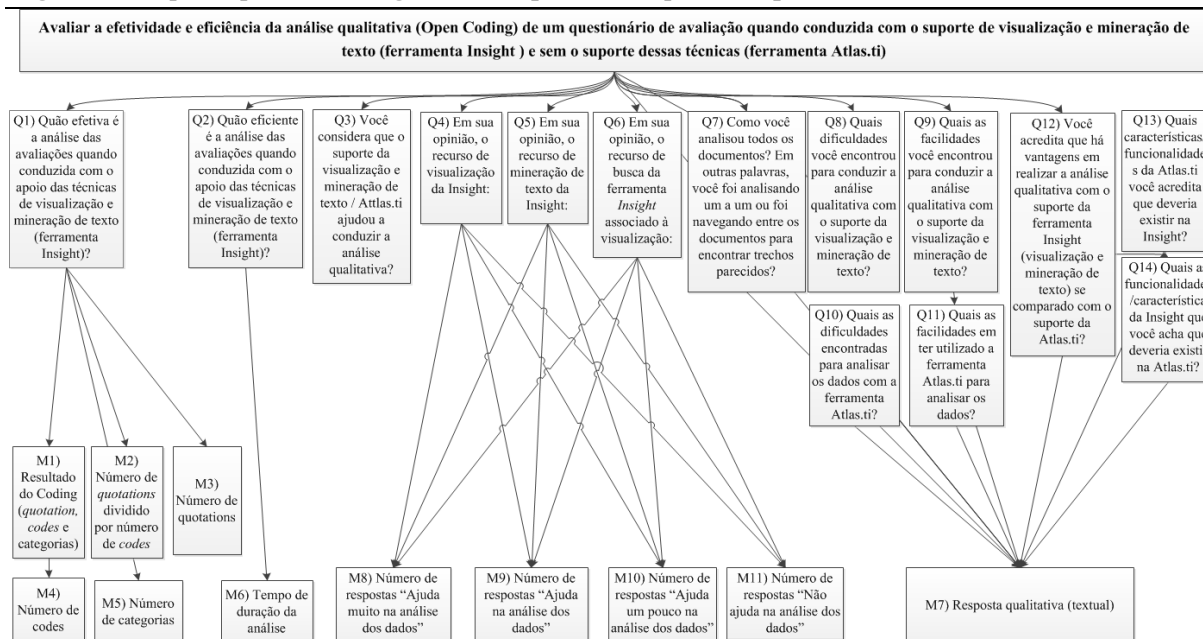 Avaliar a efetividade e eficiência da análise qualitativa (Open Coding) de um questionário de avaliação quando conduzida com o suporte de visualização e mineração de
texto (ferramenta Insight ) e sem o suporte dessas técnicas (ferramenta Atlas.ti)
Q1) Quão efetiva é
a análise das
avaliações quando
conduzida com o
apoio das técnicas
de visualização e
mineração de texto
(ferramenta
Insight)?
Q2) Quão eficiente
é a análise das
avaliações quando
conduzida com o
apoio das técnicas
de visualização e
mineração de texto
(ferramenta
Insight)?
Q3) Você
considera que o
suporte da
visualização e
mineração de
texto / Attlas.ti
ajudou a
conduzir a
análise
qualitativa?
Q4) Em sua
opinião, o
recurso de
visualização
da Insight:
Q5) Em sua
opinião, o
recurso de
mineração de
texto da
Insight:
Q6) Em sua
opinião, o
recurso de
busca da
ferramenta
Insight
associado à
visualização:
Q7) Como você
analisou todos os
documentos? Em
outras palavras,
você foi analisando
um a um ou foi
navegando entre os
documentos para
encontrar trechos
parecidos?
Q8) Quais
dificuldades
você encontrou
para conduzir a
análise
qualitativa com
o suporte da
visualização e
mineração de
texto?
Q9) Quais as
facilidades
você encontrou
para conduzir a
análise
qualitativa com
o suporte da
visualização e
mineração de
texto?
Q12) Você
acredita que há
vantagens em
realizar a análise
qualitativa com o
suporte da
ferramenta
Insight
(visualização e
mineração de
texto) se
comparado com o
suporte da
Atlas.ti?
Q13) Quais
características/
funcionalidade
s da Atlas.ti
você acredita
que deveria
existir na
Insight?
Q10) Quais as
dificuldades
encontradas
para analisar
os dados com a
ferramenta
Atlas.ti?
Q11) Quais as
facilidades em
ter utilizado a
ferramenta
Atlas.ti para
analisar os
dados?
Q14) Quais a
funcionalidade
/característica
da Insight que
você acha que
deveria existi
na Atlas.ti?
M1)
Resultado
do Coding
(quotation,
codes e
categorias)
M2)
Número de
quotations
dividido
por número
de codes
M3)
Número de
quotations
M4)
Número de
codes
M5) Número
de categorias
M6) Tempo de
duração da
análise
M8) Número de
respostas “Ajuda
muito na análise
dos dados”
M9) Número de
respostas “Ajuda
na análise dos
dados”
M10) Número de
respostas “Ajuda
um pouco na
análise dos dados”
M11) Número de
respostas “Não
ajuda na análise dos
dados”
M7) Resposta qualitativa (textual)